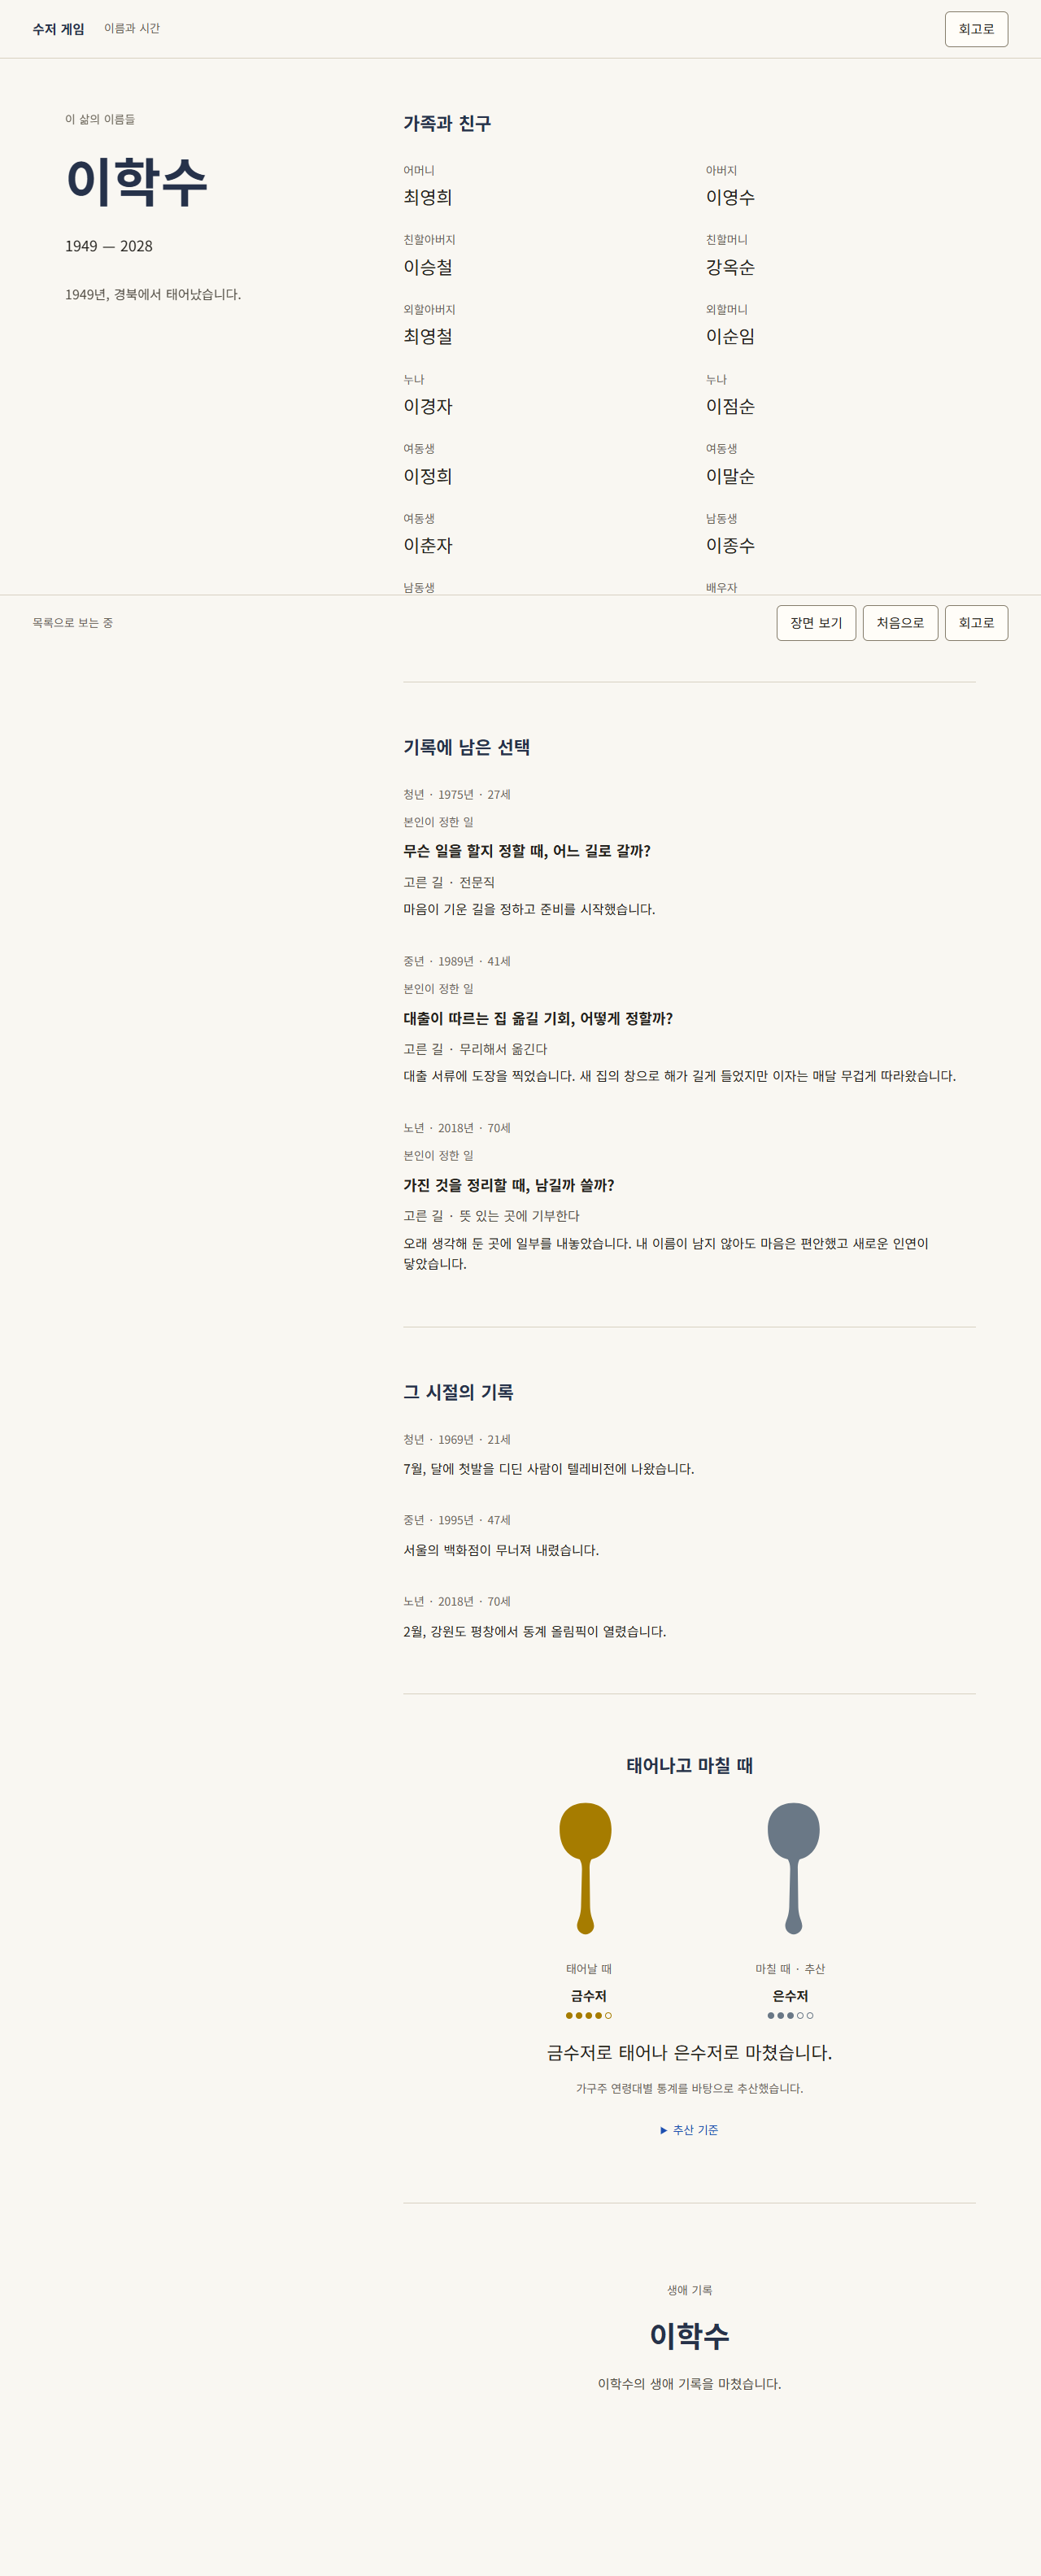 수저 게임 이름과 시간 회고로
이 삶의 이름들
이학수
1949 — 2028
1949년, 경북에서 태어났습니다.
가족과 친구
어머니 아버지
최영희 이영수
친할아버지 친할머니
이승철 강옥순
외할아버지 외할머니
최영철 이순임
누나 누나
이경자 이점순
여동생 여동생
이정희 이말순
여동생 남동생
이춘자 이종수
남동생 배우자
목록으로 보는 중 장면 보기 처음으로 회고로
기록에 남은 선택
청년 · 1975년 · 27세
본인이 정한 일
무슨 일을 할지 정할 때, 어느 길로 갈까?
고른 길 · 전문직
마음이 기운 길을 정하고 준비를 시작했습니다.
중년 · 1989년 · 41세
본인이 정한 일
대출이 따르는 집 옮길 기회, 어떻게 정할까?
고른 길 · 무리해서 옮긴다
대출 서류에 도장을 찍었습니다. 새 집의 창으로 해가 길게 들었지만 이자는 매달 무겁게 따라왔습니다.
노년 · 2018년 · 70세
본인이 정한 일
가진 것을 정리할 때, 남길까 쓸까?
고른 길 · 뜻 있는 곳에 기부한다
오래 생각해 둔 곳에 일부를 내놓았습니다. 내 이름이 남지 않아도 마음은 편안했고 새로운 인연이
닿았습니다.
그 시절의 기록
청년 · 1969년 · 21세
7월, 달에 첫발을 디딘 사람이 텔레비전에 나왔습니다.
중년 · 1995년 · 47세
서울의 백화점이 무너져 내렸습니다.
노년 · 2018년 · 70세
2월, 강원도 평창에서 동계 올림픽이 열렸습니다.
태어나고 마칠 때
태어날 때 마칠 때 · 추산
금수저 은수저
금수저로 태어나 은수저로 마쳤습니다.
가구주 연령대별 통계를 바탕으로 추산했습니다.
▶ 추산 기준
생애 기록
이학수
이학수의 생애 기록을 마쳤습니다.